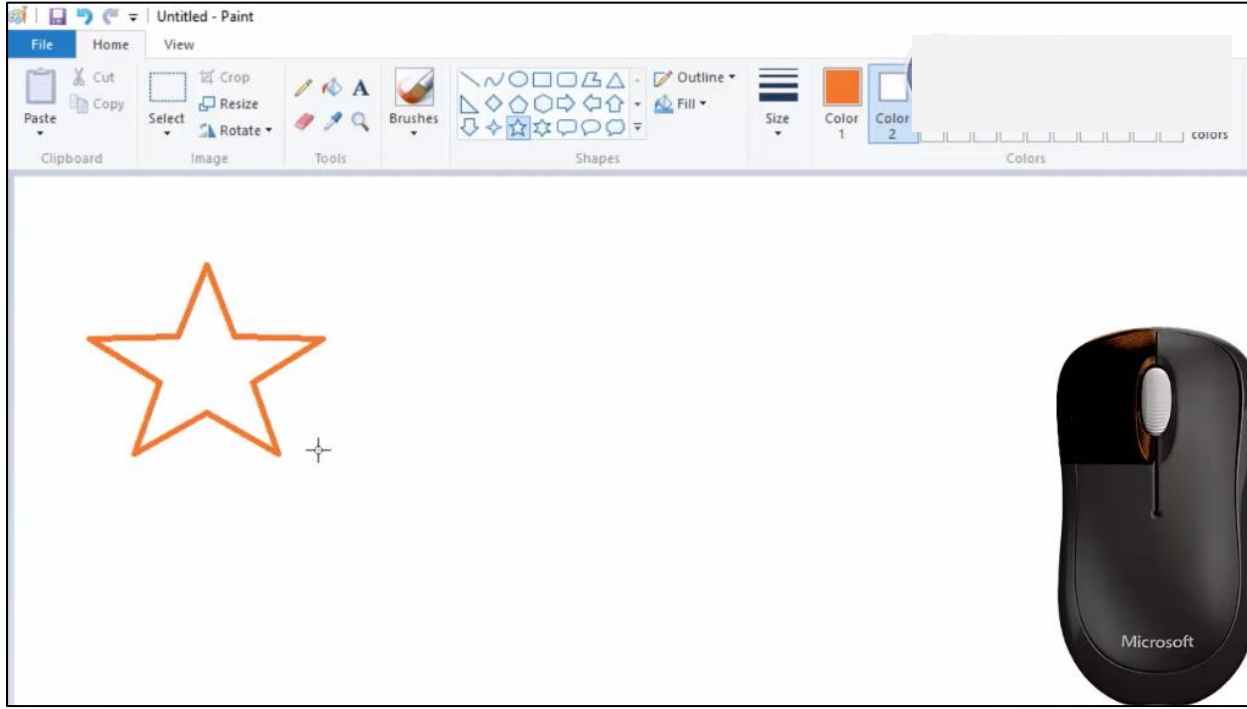 Untitled - Paint
File Home View
Cut Crop Outline
Copy Resize A Fill
Paste Select Rotate Brushes Size Color 1 Color 2 colors
Clipboard Image Tools Shapes Colors
Microsoft